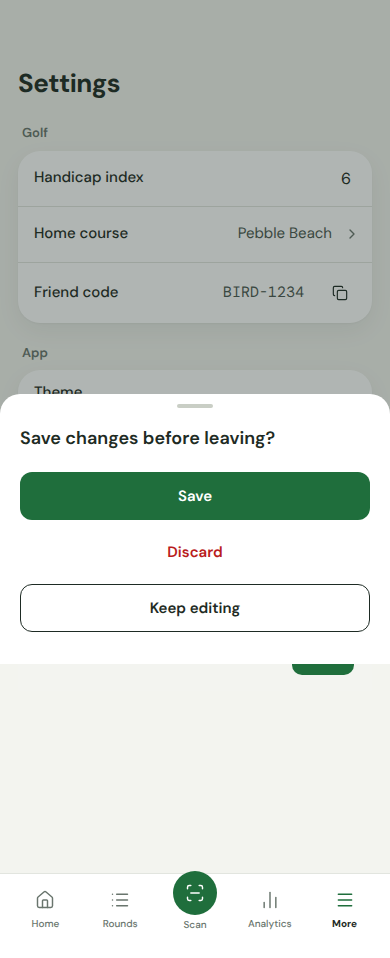 Settings
Golf
Handicap index 6
Home course Pebble Beach
Friend code BIRD-1234
App
Theme
Save changes before leaving?
Save
Discard
Keep editing
Home Rounds Scan Analytics More